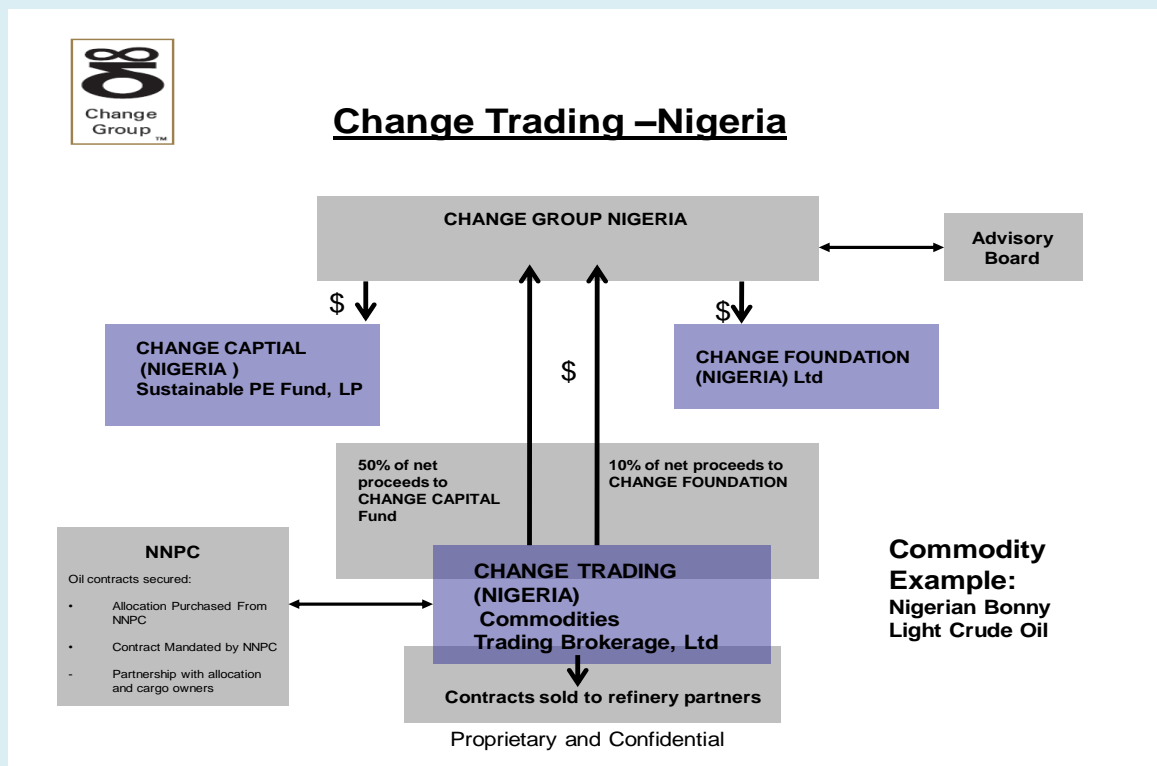 Change
Group
TM
Change Trading –Nigeria
CHANGE GROUP NIGERIA
Advisory
Board
$
$
CHANGE CAPTIAL
(NIGERIA )
Sustainable PE Fund, LP
$
CHANGE FOUNDATION
(NIGERIA) Ltd
50% of net
proceeds to
CHANGE CAPITAL
Fund
10% of net proceeds to
CHANGE FOUNDATION
NNPC
Oil contracts secured:
• Allocation Purchased From
NNPC
• Contract Mandated by NNPC
- Partnership with allocation
and cargo owners
CHANGE TRADING
(NIGERIA)
Commodities
Trading Brokerage, Ltd
Commodity
Example:
Nigerian Bonny
Light Crude Oil
Contracts sold to refinery partners
Proprietary and Confidential